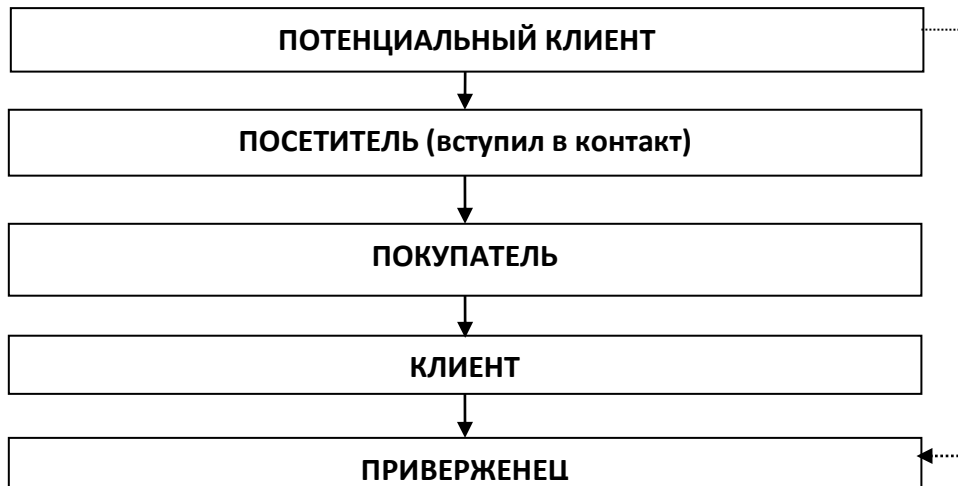 ПОТЕНЦИАЛЬНЫЙ КЛИЕНТ
ПОСЕТИТЕЛЬ (вступил в контакт)
ПОКУПАТЕЛЬ
КЛИЕНТ
ПРИВЕРЖЕНЕЦ